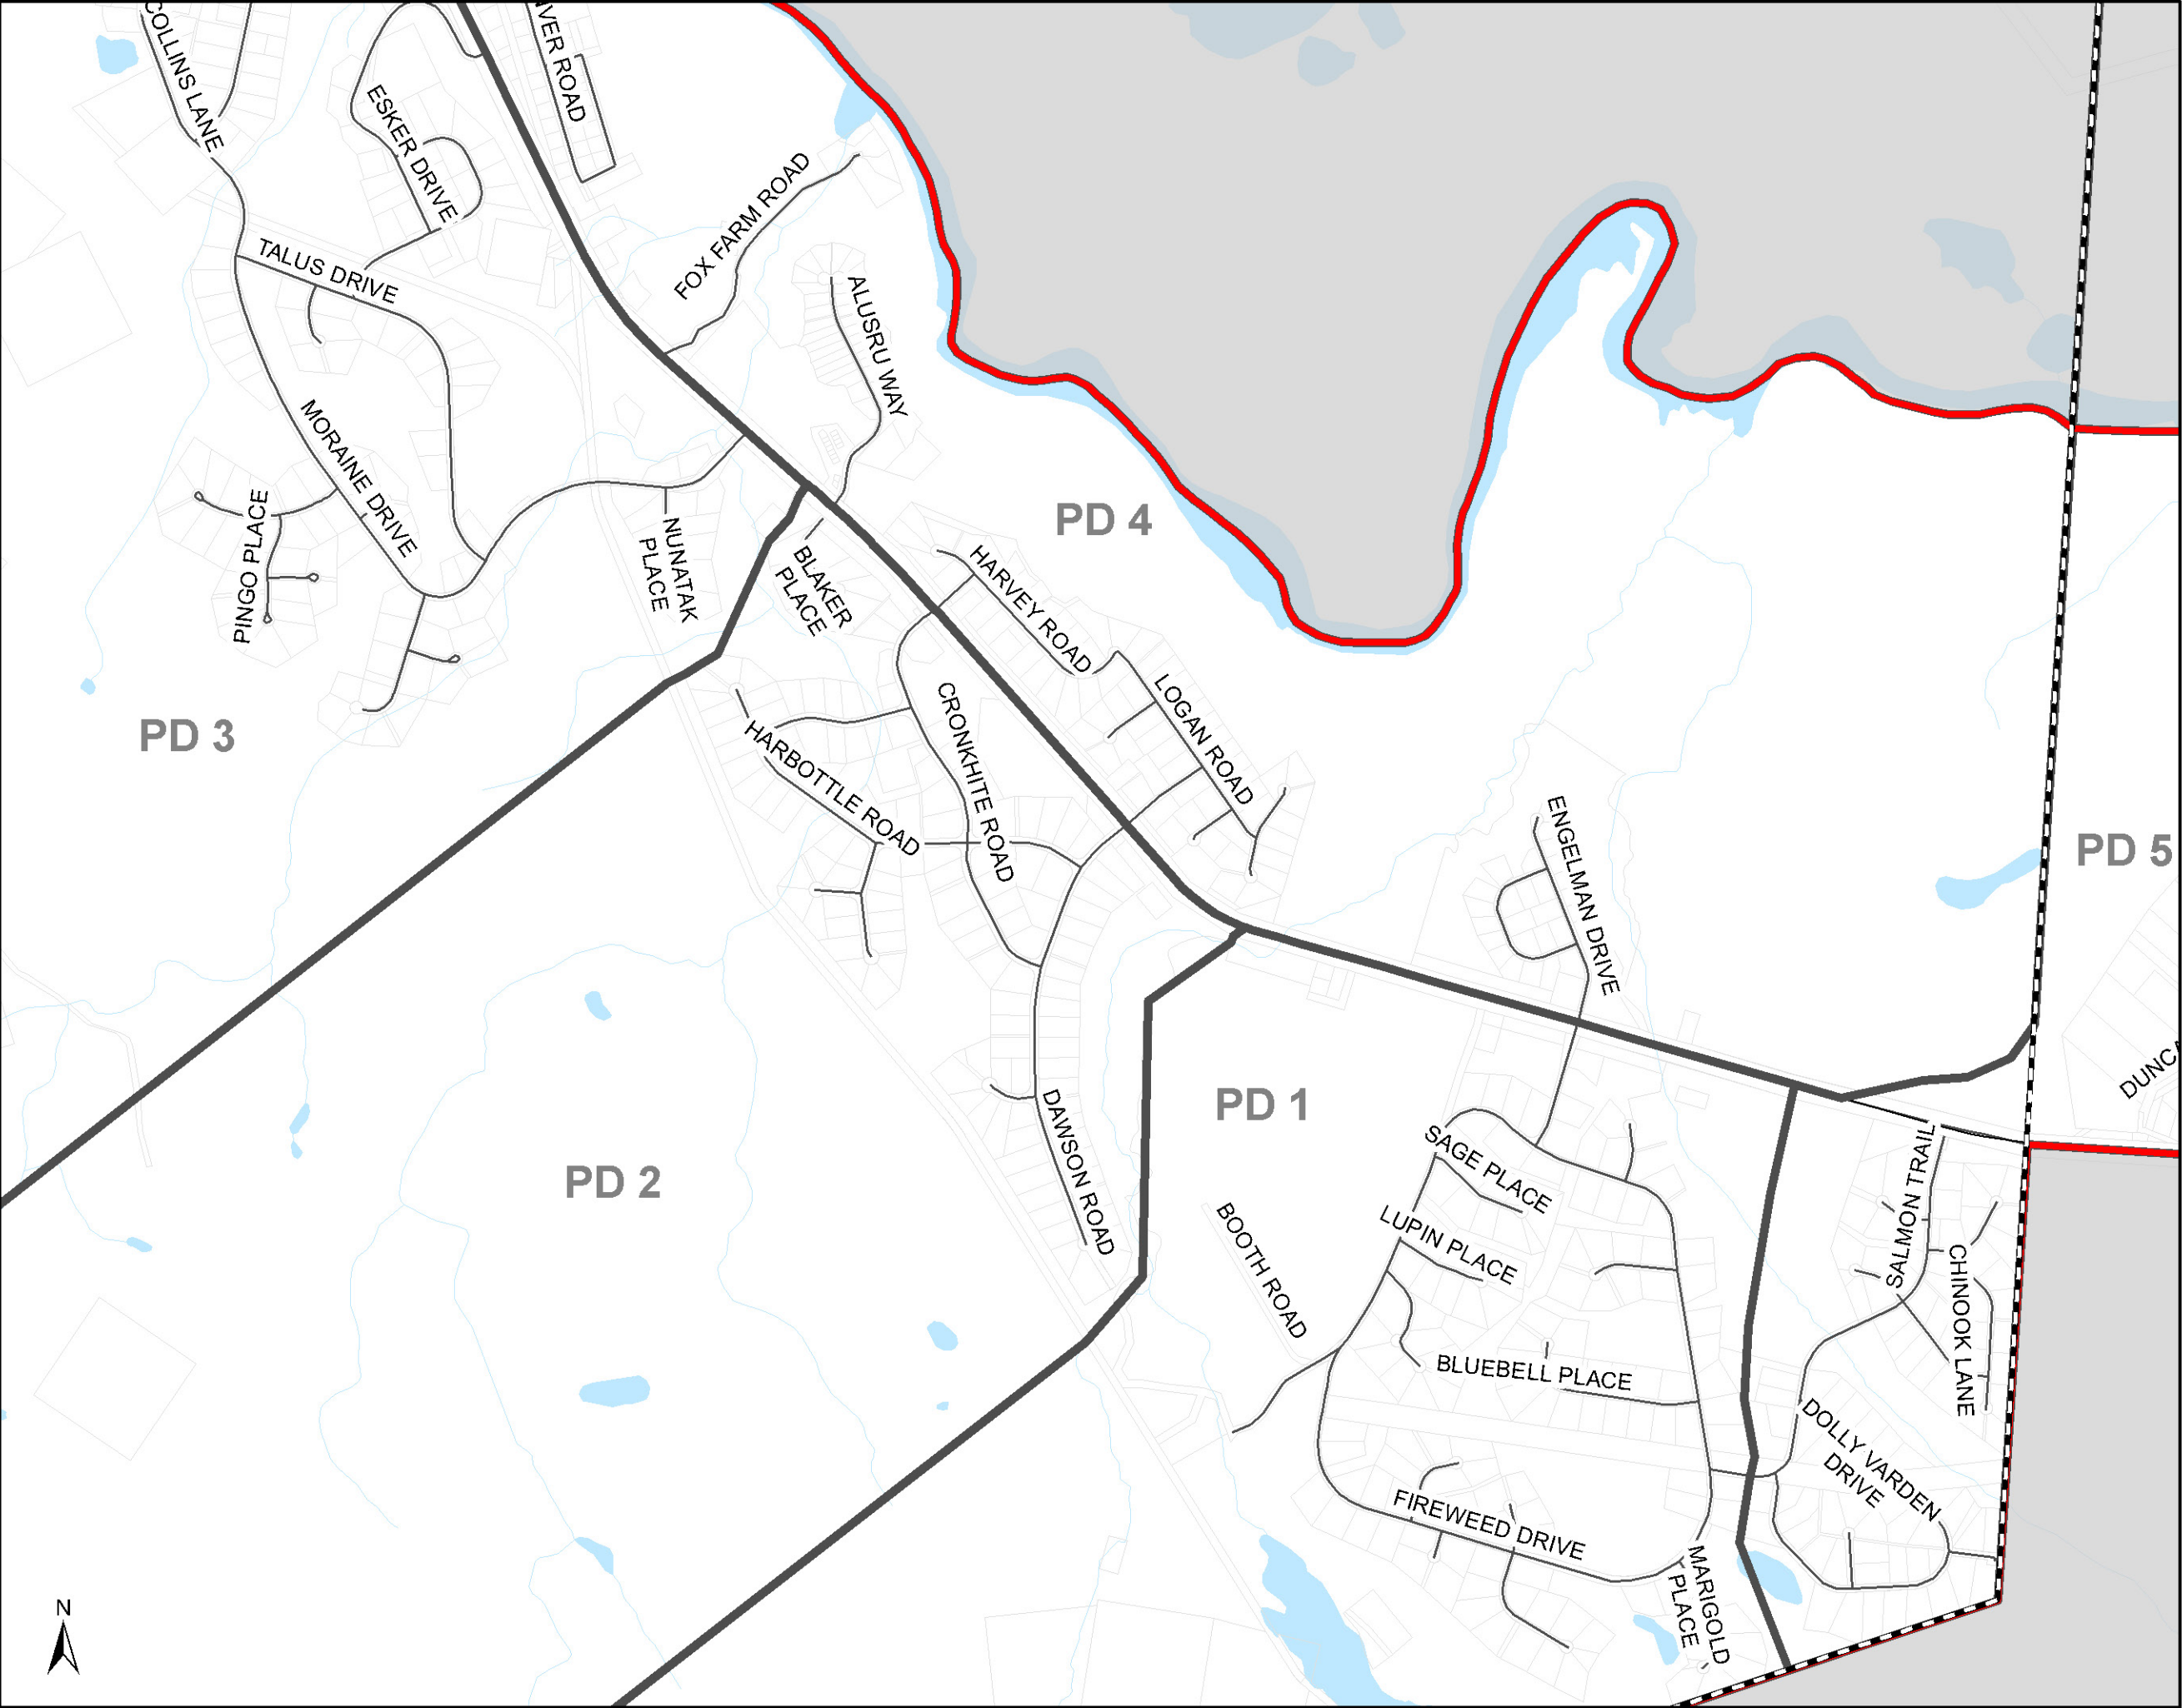 COLLINS LANE
VER ROAD
ESKER DRIVE
FOX FARM ROAD
TALUS DRIVE
ALUSRU WAY
MORAINE DRIVE
PINGO PLACE
NUNATAK
PLACE
BLAKER
PLACE
PD 4
HARVEY ROAD
PD 3
CRONKHITE ROAD
LOGAN ROAD
HARBOTTLE ROAD
ENGELMAN DRIVE
PD 5
DUNCA
PD 2
DAWSON ROAD
PD 1
SAGE PLACE
SALMON TRAIL
LUPIN PLACE
BOOTH ROAD
CHINOOK LANE
BLUEBELL PLACE
DOLLY VARDEN
DRIVE
FIREWEED DRIVE
MARIGOLD
PLACE
N